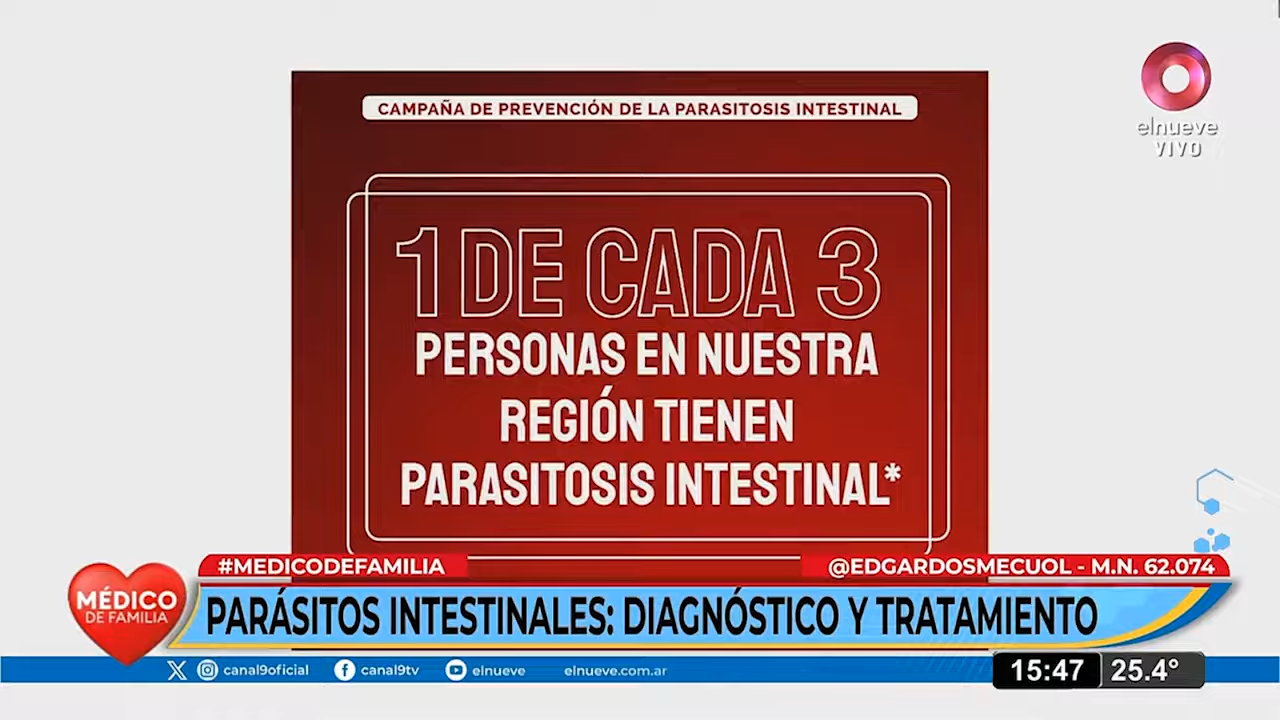 CAMPAÑA DE PREVENCIÓN DE LA PARASITOSIS INTESTINAL
elnueve
VIVO
1 DE CADA 3
PERSONAS EN NUESTRA
REGIÓN TIENEN
PARASITOSIS INTESTINAL*
#MEDICODEFAMILIA
@EDGARDOSMECUOL - M.N. 62.074
MÉDICO
DE FAMILIA
PARÁSITOS INTESTINALES: DIAGNÓSTICO Y TRATAMIENTO
canal9oficial
canal9tv
elnueve
elnueve.com.ar
15:47
25.4°